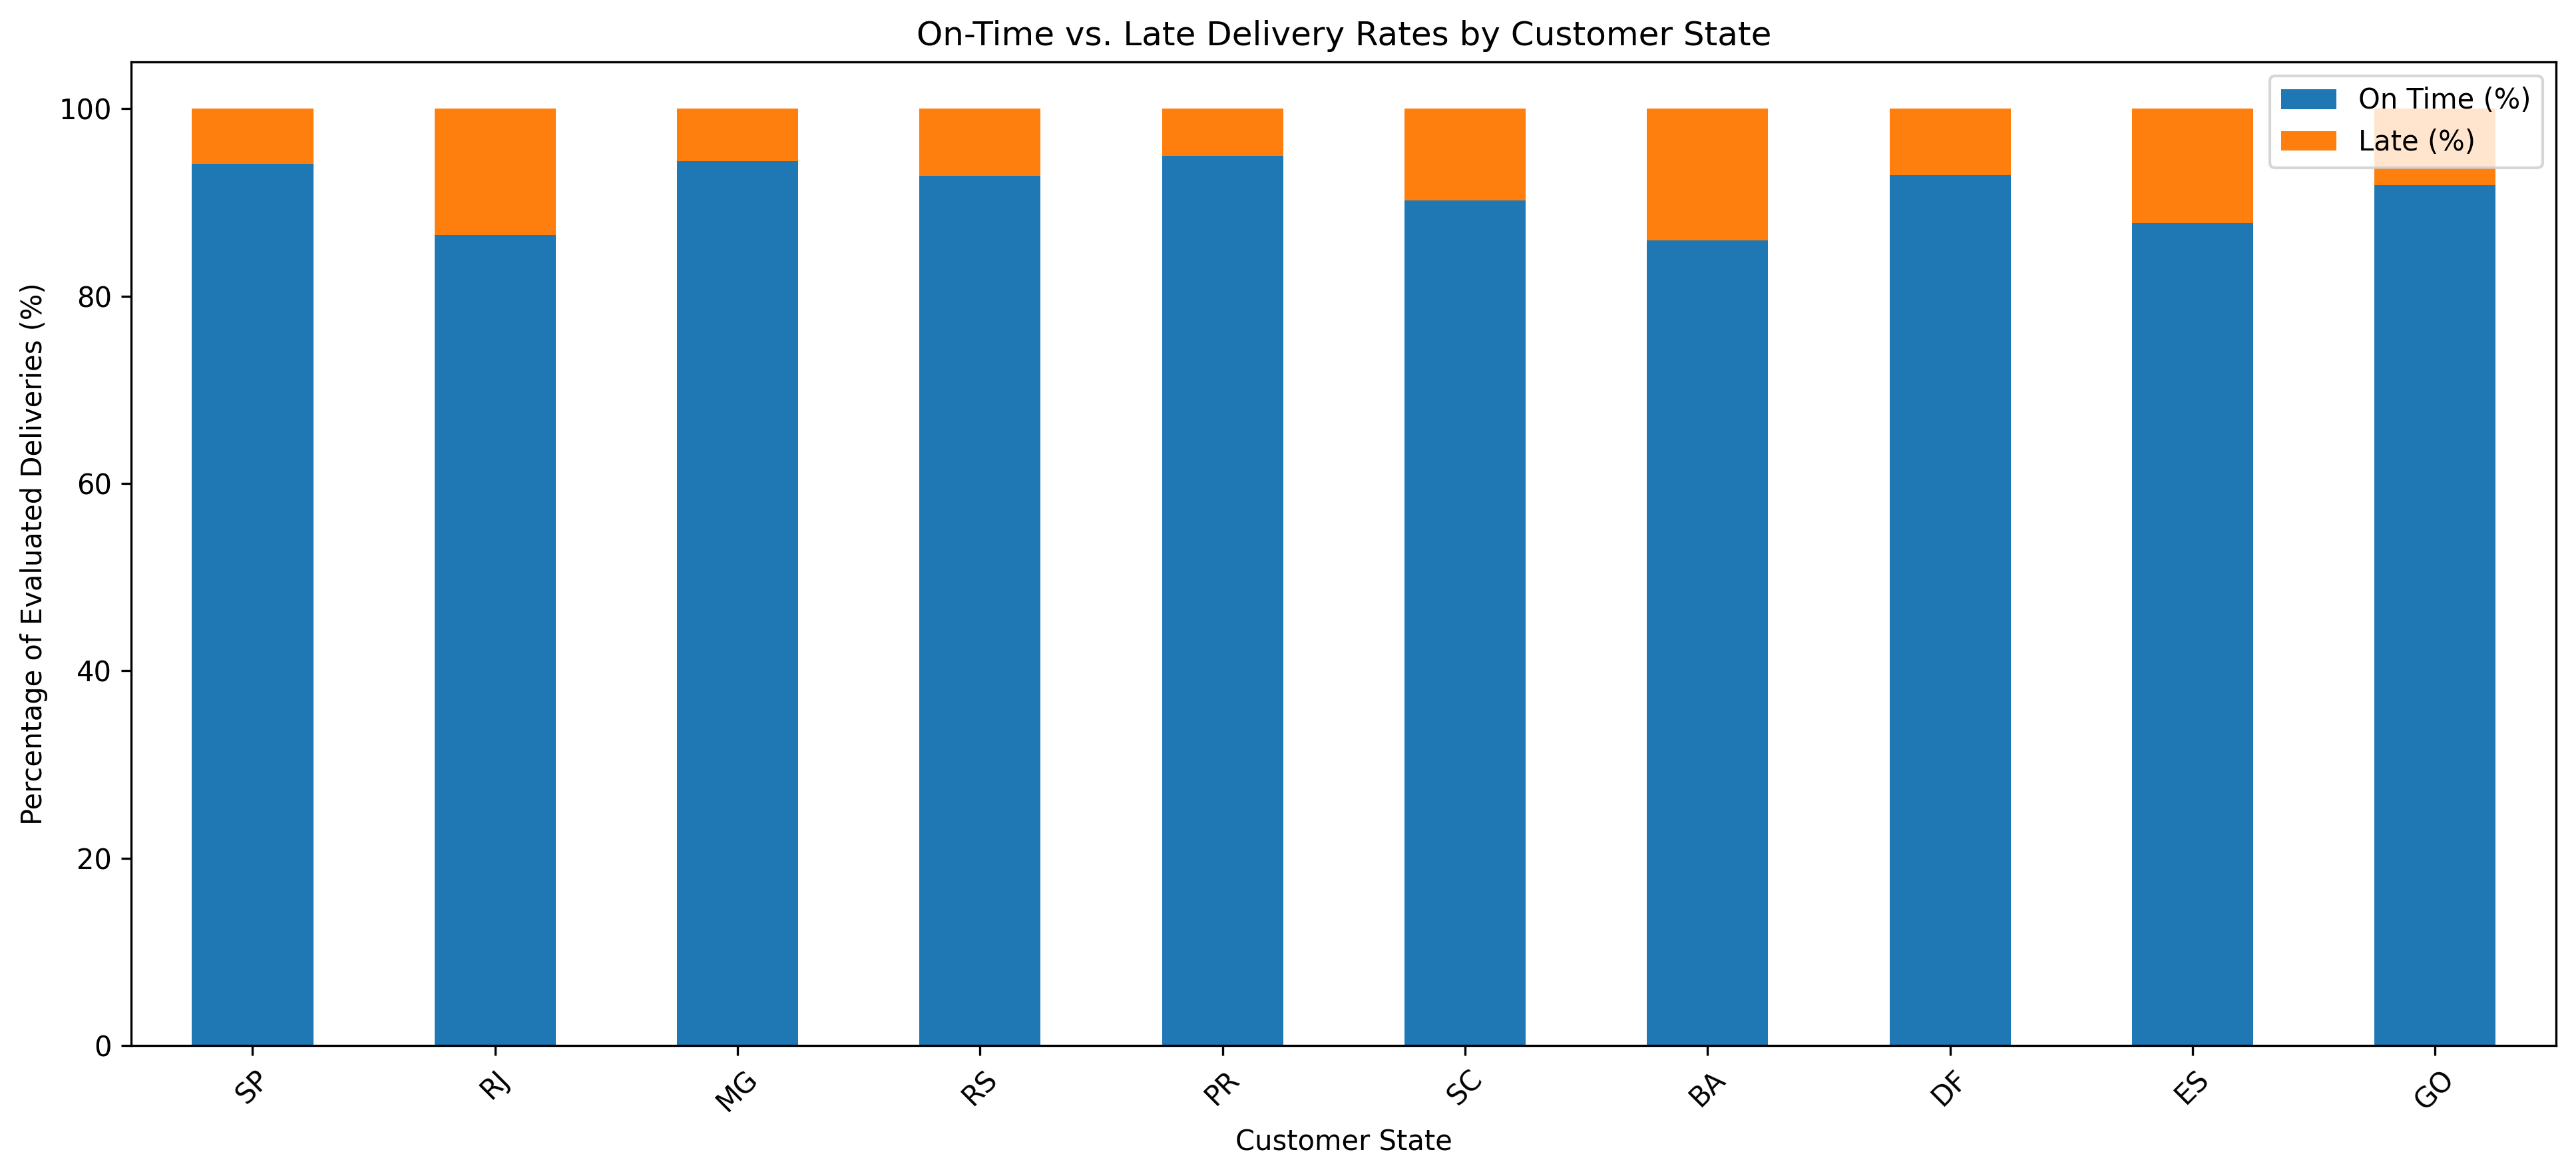 On-Time vs. Late Delivery Rates by Customer State
On Time (%)
Late (%)
Percentage of Evaluated Deliveries (%)
100
80
60
40
20
0
SP RJ MG RS PR SC BA DF ES GO
Customer State